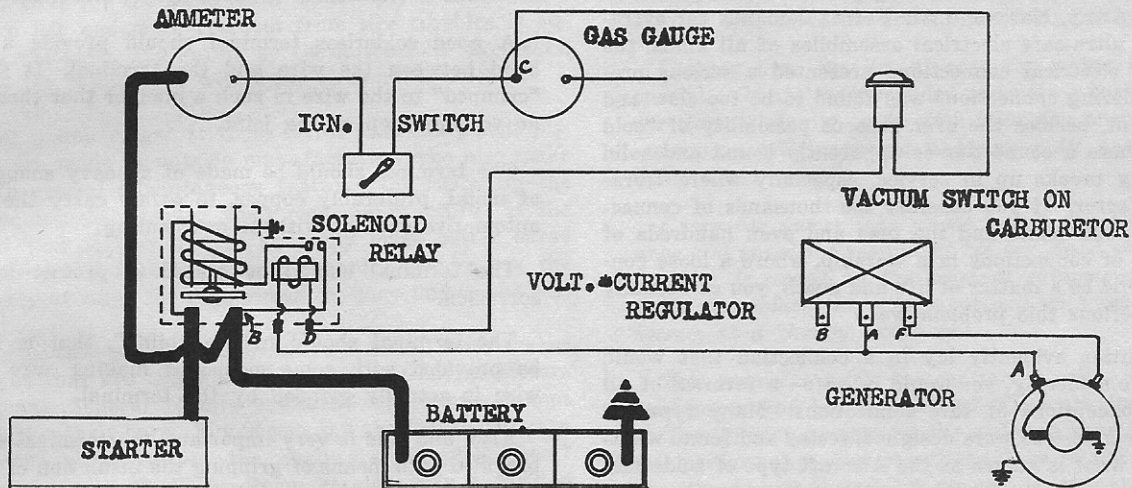 AMMETER
GAS GAUGE
C
IGN. SWITCH
VACUUM SWITCH ON
CARBURETOR
SOLENOID
RELAY
VOLT. & CURRENT
REGULATOR
B
D
B
A
F
A
GENERATOR
BATTERY
STARTER